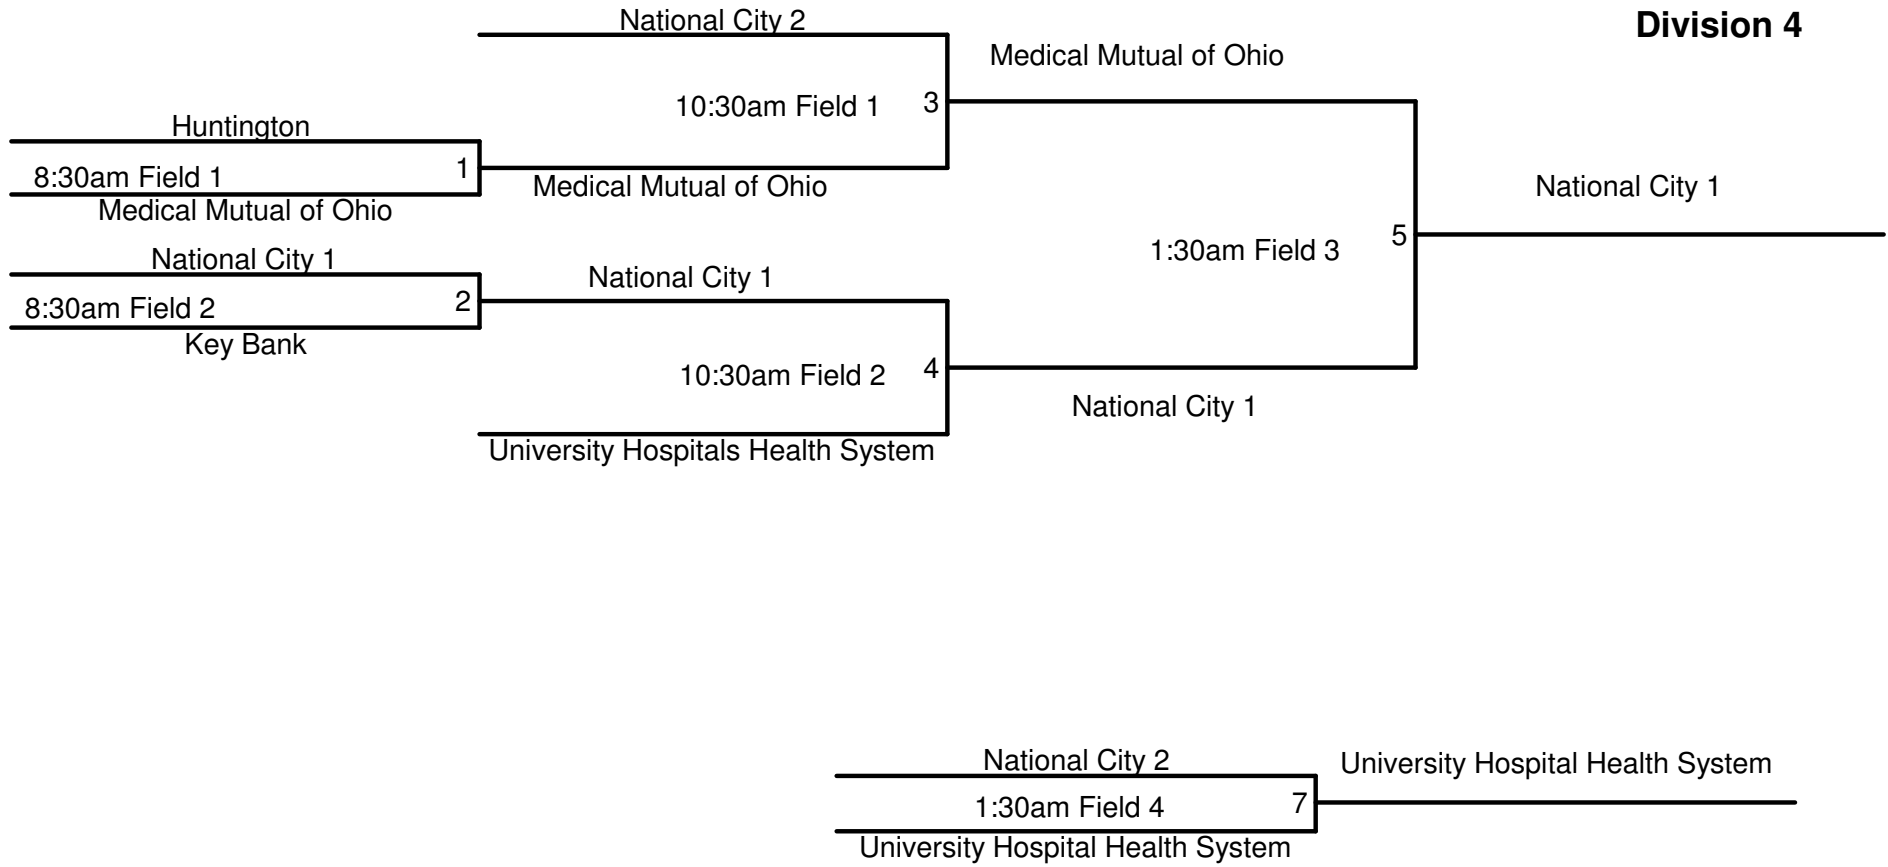 National City 2
Division 4
Medical Mutual of Ohio
10:30am Field 1
3
Huntington
8:30am Field 1
1
Medical Mutual of Ohio
Medical Mutual of Ohio
National City 1
National City 1
8:30am Field 2
2
Key Bank
National City 1
1:30am Field 3
5
10:30am Field 2
4
National City 1
University Hospitals Health System
National City 2
University Hospital Health System
1:30am Field 4
7
University Hospital Health System